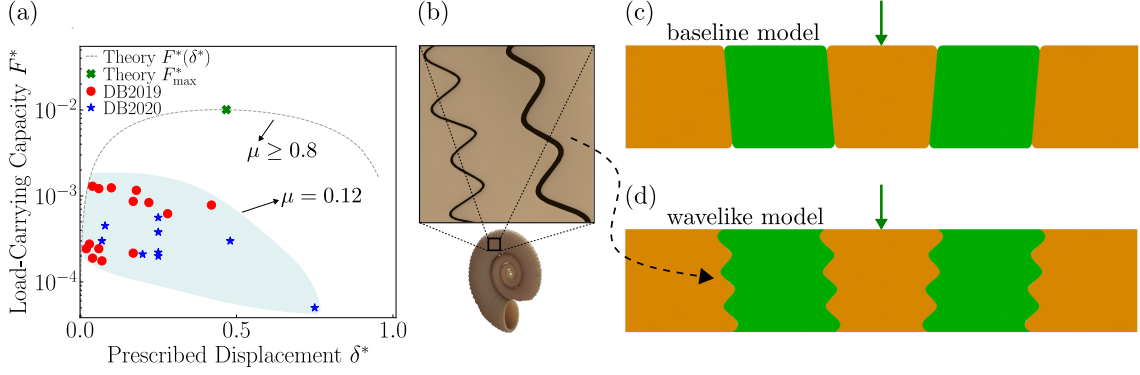 (a)
Load-Carrying Capacity F*
10⁻²
10⁻³
10⁻⁴
Theory F*(δ*)
Theory F*max
DB2019
DB2020
μ ≥ 0.8
μ = 0.12
0.0 0.5 1.0
Prescribed Displacement δ*
(b)
(c)
baseline model
(d)
wavelike model